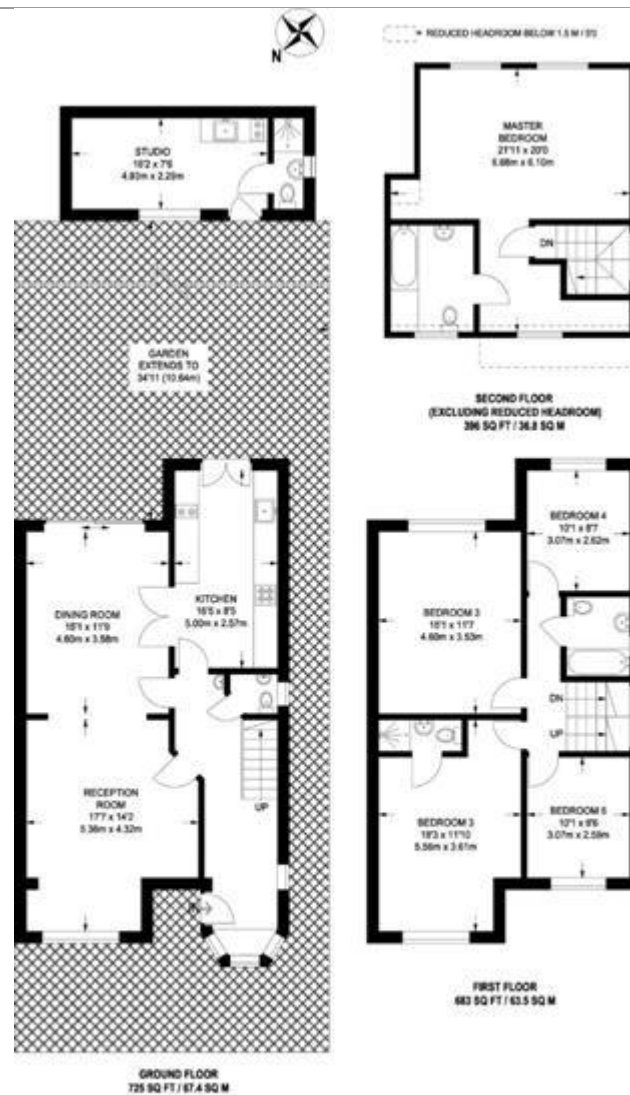 N
= REDUCED HEADROOM BELOW 1.5 M / 5'0
STUDIO
16'2 x 7'6
4.93m x 2.29m
GARDEN
EXTENDS TO
34'11 (10.64m)
MASTER
BEDROOM
21'11 x 20'0
6.68m x 6.10m
DN
SECOND FLOOR
(EXCLUDING REDUCED HEADROOM)
396 SQ FT / 36.8 SQ M
KITCHEN
16'5 x 8'5
5.00m x 2.57m
DINING ROOM
15'1 x 11'9
4.60m x 3.58m
RECEPTION
ROOM
17'7 x 14'2
5.36m x 4.32m
UP
IN
GROUND FLOOR
725 SQ FT / 67.4 SQ M
BEDROOM 4
10'1 x 8'7
3.07m x 2.62m
BEDROOM 3
15'1 x 11'7
4.60m x 3.53m
DN
UP
BEDROOM 3
18'3 x 11'10
5.56m x 3.61m
BEDROOM 5
10'1 x 8'6
3.07m x 2.59m
FIRST FLOOR
683 SQ FT / 63.5 SQ M